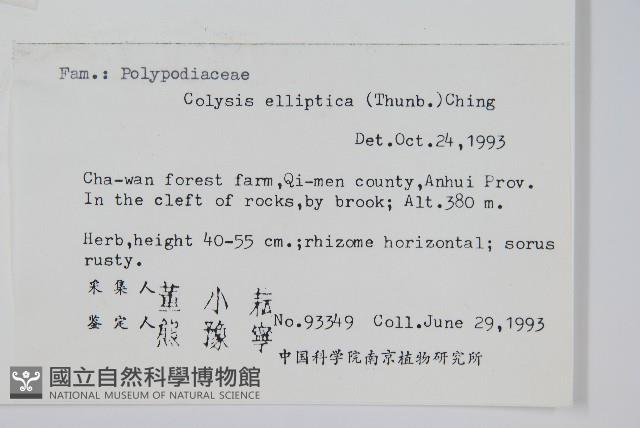 Fam.: Polypodiaceae
Colysis elliptica (Thunb.)Ching
Det.Oct.24,1993
Cha-wan forest farm,Qi-men county,Anhui Prov.
In the cleft of rocks,by brook; Alt.380 m.
Herb,height 40-55 cm.;rhizome horizontal; sorus
rusty.
采集人 董小耘
鉴定人 熊豫寧 No.93349 Coll.June 29,1993
中国科学院南京植物研究所
國立自然科學博物館
NATIONAL MUSEUM OF NATURAL SCIENCE